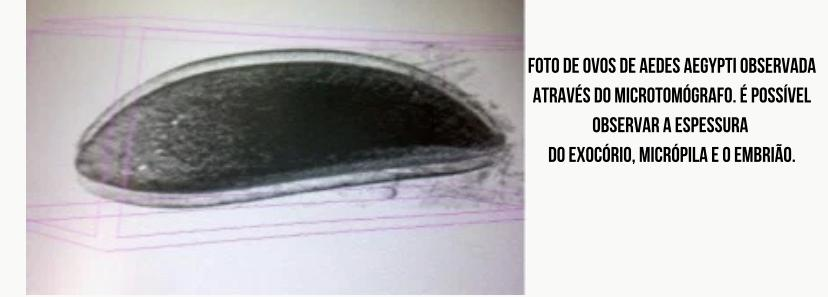 FOTO DE OVOS DE AEDES AEGYPTI OBSERVADA
ATRAVÉS DO MICROTOMÓGRAFO. É POSSÍVEL
OBSERVAR A ESPESSURA
DO EXOCÓRIO, MICRÓPILA E O EMBRIÃO.